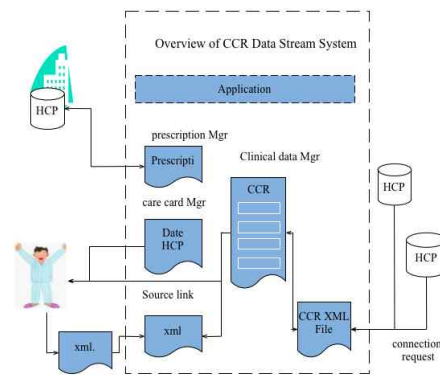 Overview of CCR Data Stream System
Application
HCP
prescription Mgr
Prescripti
Clinical data Mgr
CCR
HCP
care card Mgr
Date
HCP
HCP
Source link
xml
xml.
CCR XML
File
connection
request